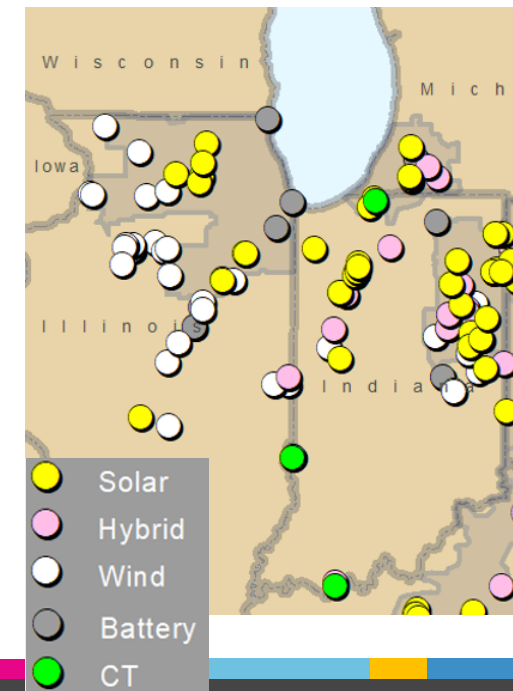 Wisconsin
Mich
Iowa
Illinois
Indiana
Solar
Hybrid
Wind
Battery
CT